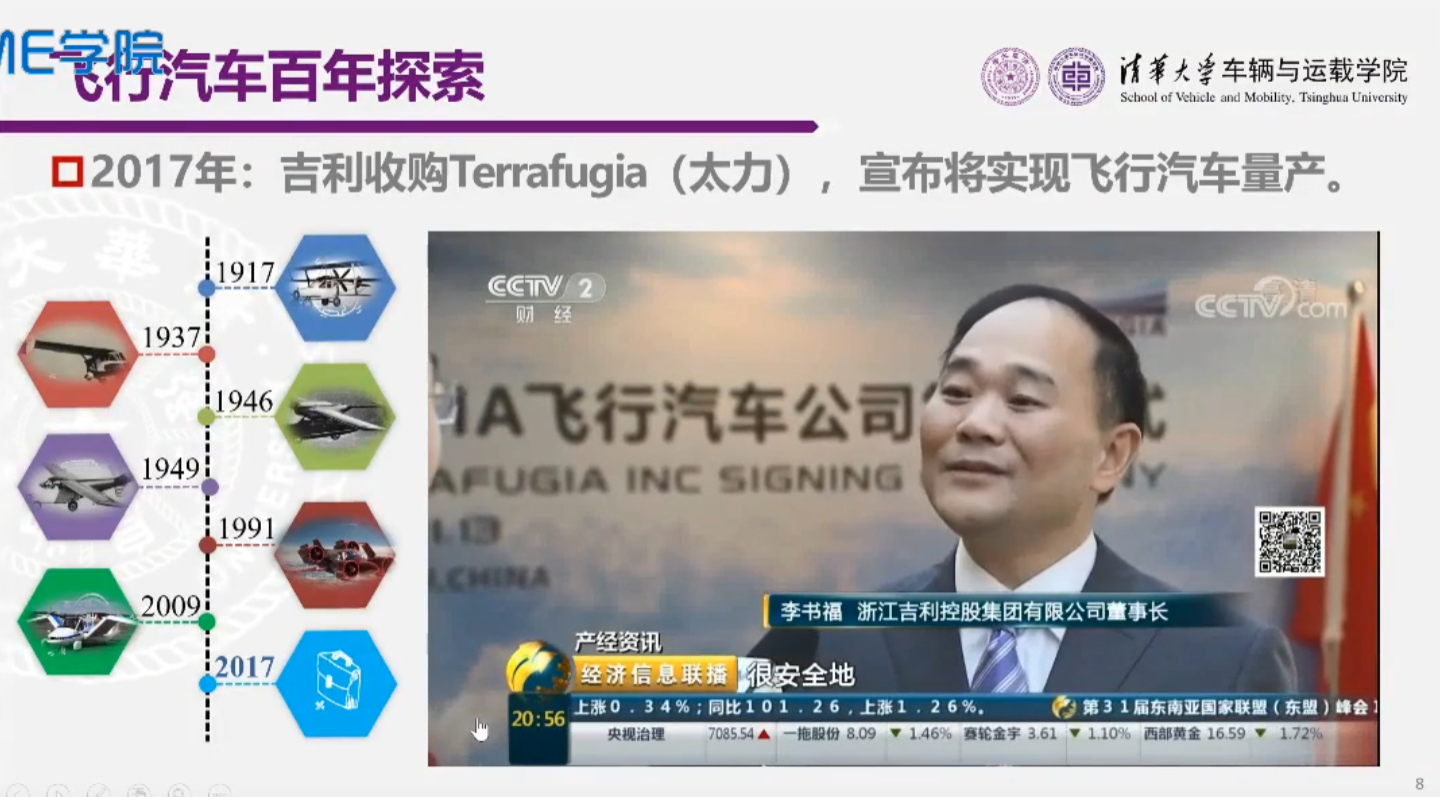 ME学院
飞行汽车百年探索
清华大学车辆与运载学院
School of Vehicle and Mobility, Tsinghua University
2017年：吉利收购Terrafugia（太力），宣布将实现飞行汽车量产。
1917
1937
1946
1949
1991
2009
2017
CCTV 2
财 经
高清
CCTV com
GIA
IA飞行汽车公司 式
AFUGIA INC SIGNING NY
.13
.CHINA
李书福 浙江吉利控股集团有限公司董事长
产经资讯
经济信息联播
很安全地
20:56
上涨0.34%；同比101.26，上涨1.26%。
第31届东南亚国家联盟（东盟）峰会1
央视治理 7085.54 ▲ 一拖股份 8.09 ▼ 1.46% 赛轮金宇 3.61 ▼ 1.10% 西部黄金 16.59 ▼ 1.72%
8